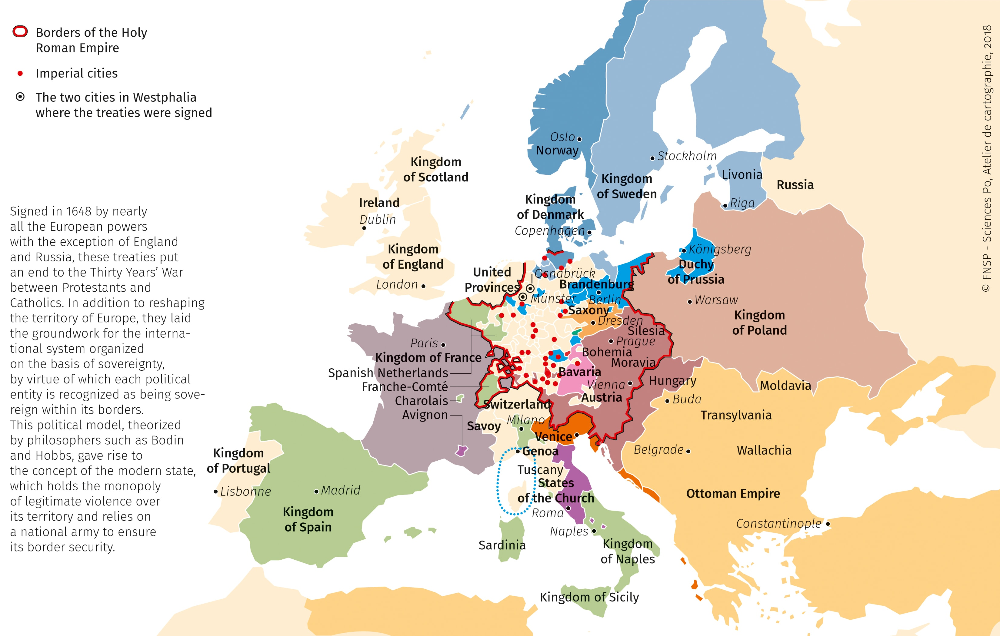 Borders of the Holy
Roman Empire
Imperial cities
The two cities in Westphalia
where the treaties were signed
Signed in 1648 by nearly
all the European powers
with the exception of England
and Russia, these treaties put
an end to the Thirty Years’ War
between Protestants and
Catholics. In addition to reshaping
the territory of Europe, they laid
the groundwork for the interna-
tional system organized
on the basis of sovereignty,
by virtue of which each political
entity is recognized as being sove-
reign within its borders.
This political model, theorized
by philosophers such as Bodin
and Hobbs, gave rise to
the concept of the modern state,
which holds the monopoly
of legitimate violence over
its territory and relies on
a national army to ensure
its border security.
Oslo
Norway
Stockholm
Kingdom
of Scotland
Kingdom
of Sweden
Livonia
Russia
Riga
Ireland
Dublin
Kingdom
of Denmark
Copenhagen
Kingdom
of England
London
United
Provinces
Osnabrück
Münster
Brandenburg
Berlin
Königsberg
Duchy
of Prussia
Warsaw
Kingdom
of Poland
Saxony
Dresden
Silesia
Prague
Bohemia
Moravia
Paris
Kingdom of France
Spanish Netherlands
Franche-Comté
Charolais
Avignon
Bavaria
Vienna
Austria
Hungary
Buda
Moldavia
Transylvania
Switzerland
Milano
Savoy
Venice
Genoa
Belgrade
Wallachia
Tuscany
States
of the Church
Roma
Ottoman Empire
Constantinople
Kingdom
of Portugal
Lisbonne
Madrid
Kingdom
of Spain
Sardinia
Naples
Kingdom
of Naples
Kingdom of Sicily
© FNSP - Sciences Po, Atelier de cartographie, 2018